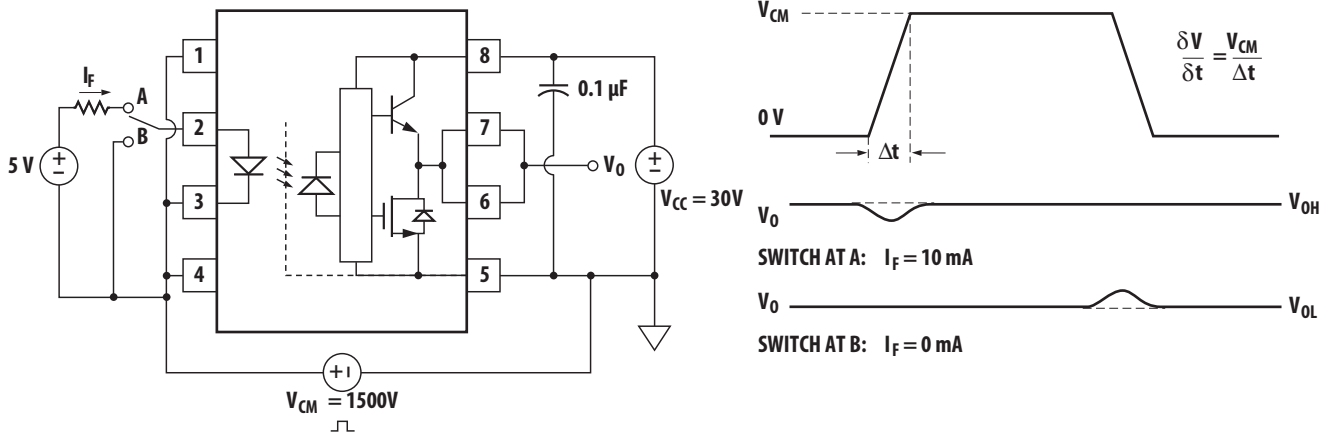 1
8
I_F
A
0.1 µF
B
2
7
5 V
V_O
3
6
V_CC = 30V
4
5
V_CM = 1500V
V_CM
δV/δt = V_CM/Δt
0 V
Δt
V_O
V_OH
SWITCH AT A: I_F = 10 mA
V_O
V_OL
SWITCH AT B: I_F = 0 mA